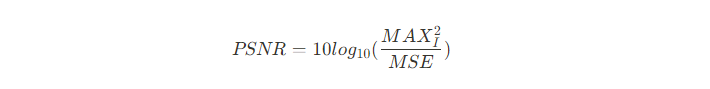 PSNR = 10log₁₀(MAX_I²/MSE)